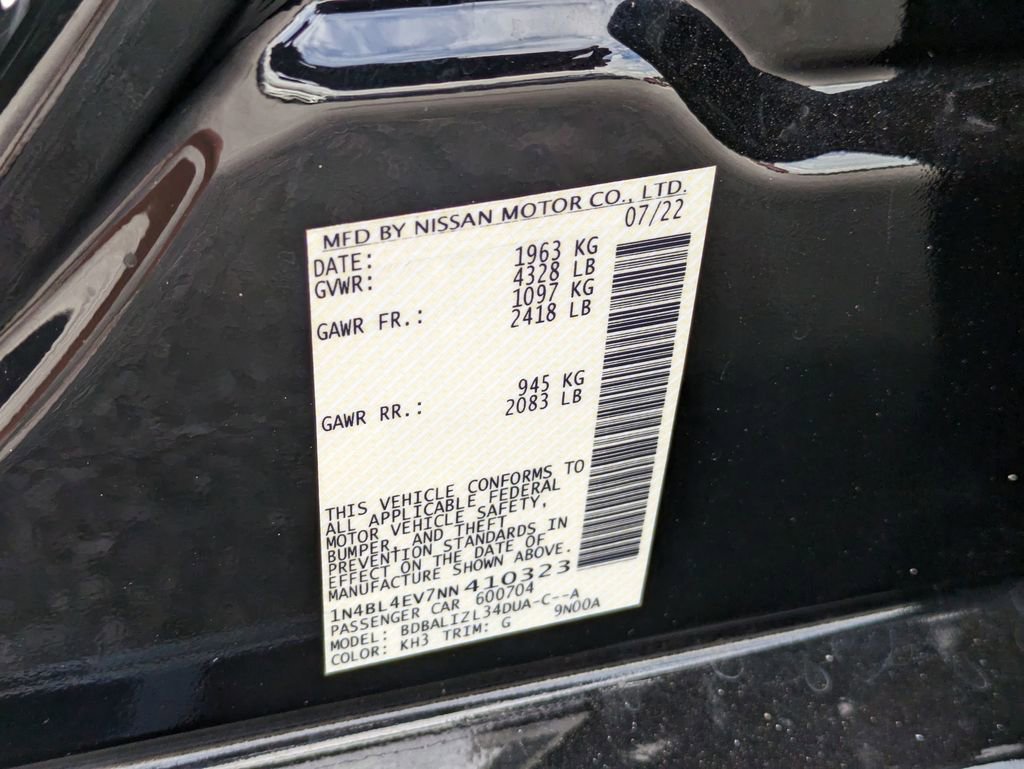 MFD BY NISSAN MOTOR CO., LTD.
DATE: 07/22
GVWR: 1963 KG
4328 LB
GAWR FR.: 1097 KG
2418 LB
GAWR RR.: 945 KG
2083 LB
THIS VEHICLE CONFORMS TO
ALL APPLICABLE FEDERAL
MOTOR VEHICLE SAFETY,
BUMPER, AND THEFT
PREVENTION STANDARDS IN
EFFECT ON THE DATE OF
MANUFACTURE SHOWN ABOVE.
1N4BL4EV7NN410323
PASSENGER CAR 600704
MODEL: BDBALIZL34DUA-C--A
COLOR: KH3 TRIM: G 9N00A